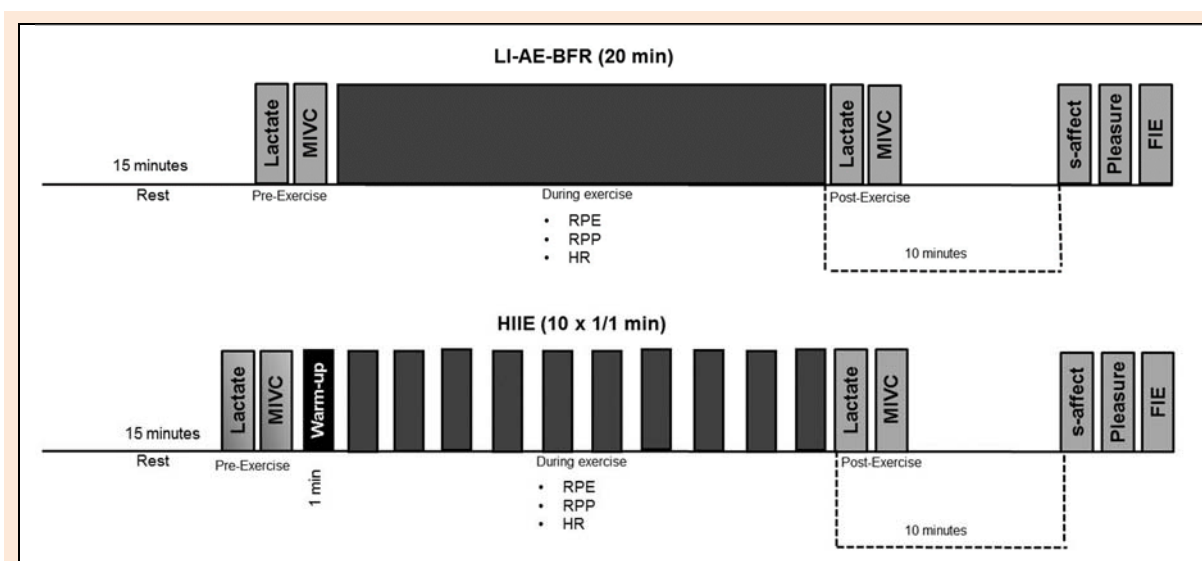 LI-AE-BFR (20 min)
Lactate
MIVC
Lactate
MIVC
s-affect
Pleasure
FIE
15 minutes
Rest
Pre-Exercise
During exercise
Post-Exercise
• RPE
• RPP
• HR
10 minutes
HIIE (10 x 1/1 min)
Lactate
MIVC
Warm-up
Lactate
MIVC
s-affect
Pleasure
FIE
15 minutes
Rest
Pre-Exercise
1 min
During exercise
Post-Exercise
• RPE
• RPP
• HR
10 minutes